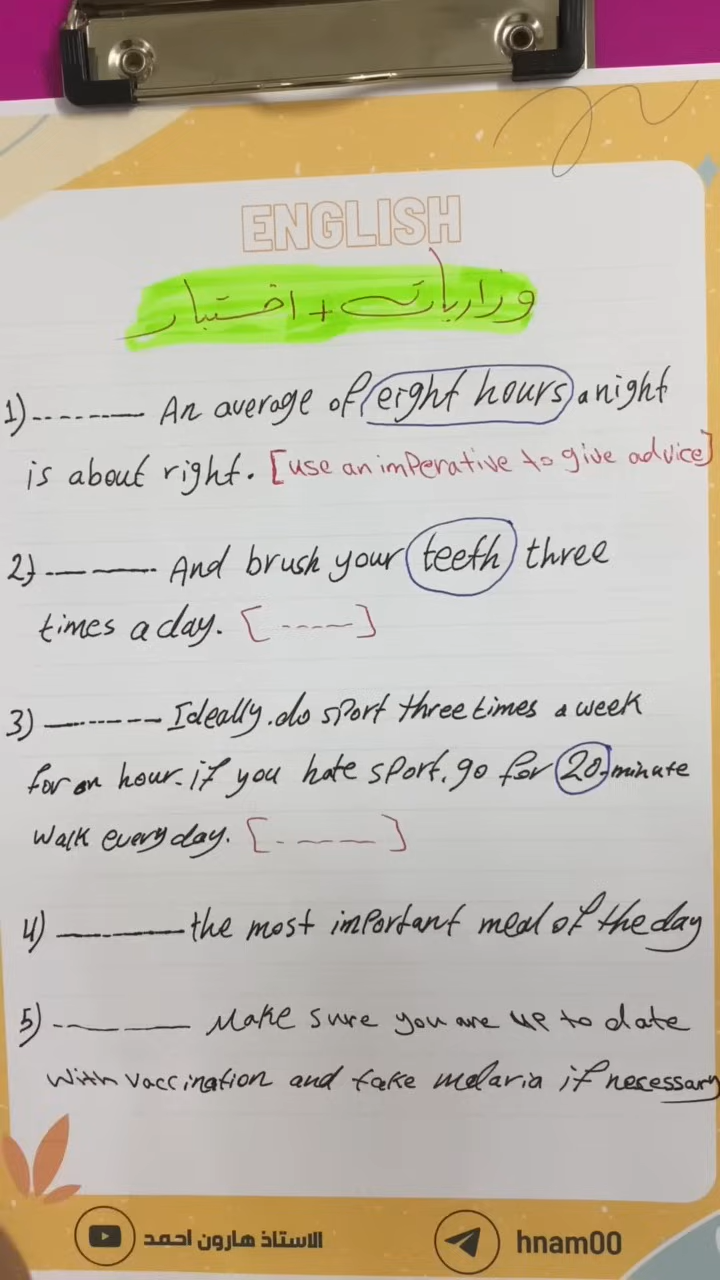 ENGLISH
وزاريات + اختبار
1)-------- An average of eight hours a night
is about right. [use an imperative to give advice]
2)-------- And brush your teeth three
times a day. [-----]
3)-------- Ideally. do sport three times a week
for an hour. if you hate sport. go for 20-minute
walk every day. [-----]
4)-------- the most important meal of the day
5)-------- Make sure you are up to date
with vaccination and take malaria if necessary
الاستاذ هارون احمد
hnam00